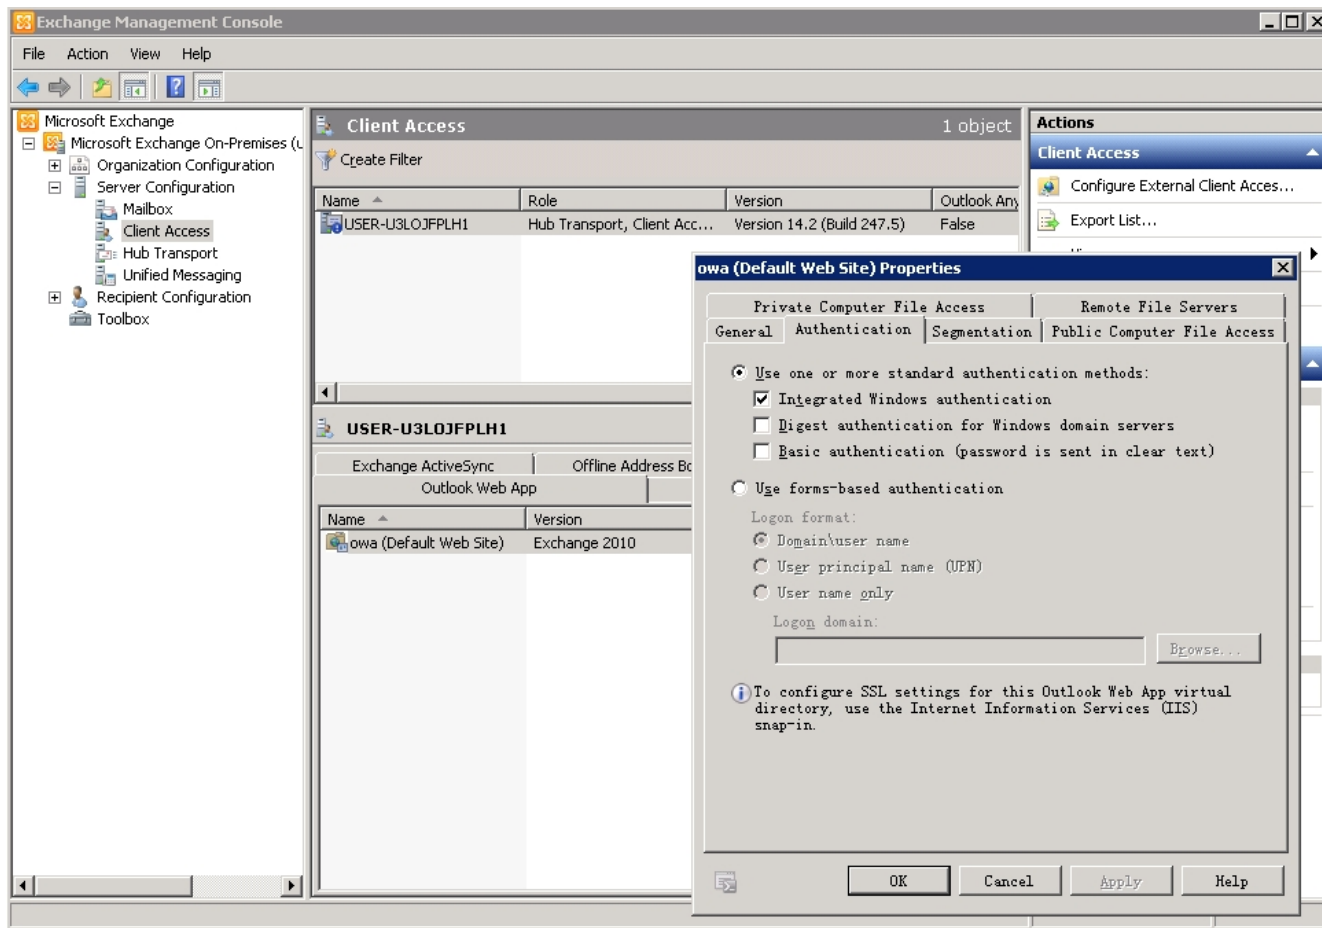 Exchange Management Console
File Action View Help
Microsoft Exchange
Microsoft Exchange On-Premises (u
Organization Configuration
Server Configuration
Mailbox
Client Access
Hub Transport
Unified Messaging
Recipient Configuration
Toolbox
Client Access 1 object
Create Filter
Name Role Version Outlook Any
USER-U3LOJFPLH1 Hub Transport, Client Acc... Version 14.2 (Build 247.5) False
USER-U3LOJFPLH1
Exchange ActiveSync Offline Address Bo
Outlook Web App
Name Version
owa (Default Web Site) Exchange 2010
Actions
Client Access
Configure External Client Acces...
Export List...
owa (Default Web Site) Properties
Private Computer File Access Remote File Servers
General Authentication Segmentation Public Computer File Access
Use one or more standard authentication methods:
Integrated Windows authentication
Digest authentication for Windows domain servers
Basic authentication (password is sent in clear text)
Use forms-based authentication
Logon format:
Domain\user name
User principal name (UPN)
User name only
Logon domain:
Browse...
To configure SSL settings for this Outlook Web App virtual
directory, use the Internet Information Services (IIS)
snap-in.
OK Cancel Apply Help